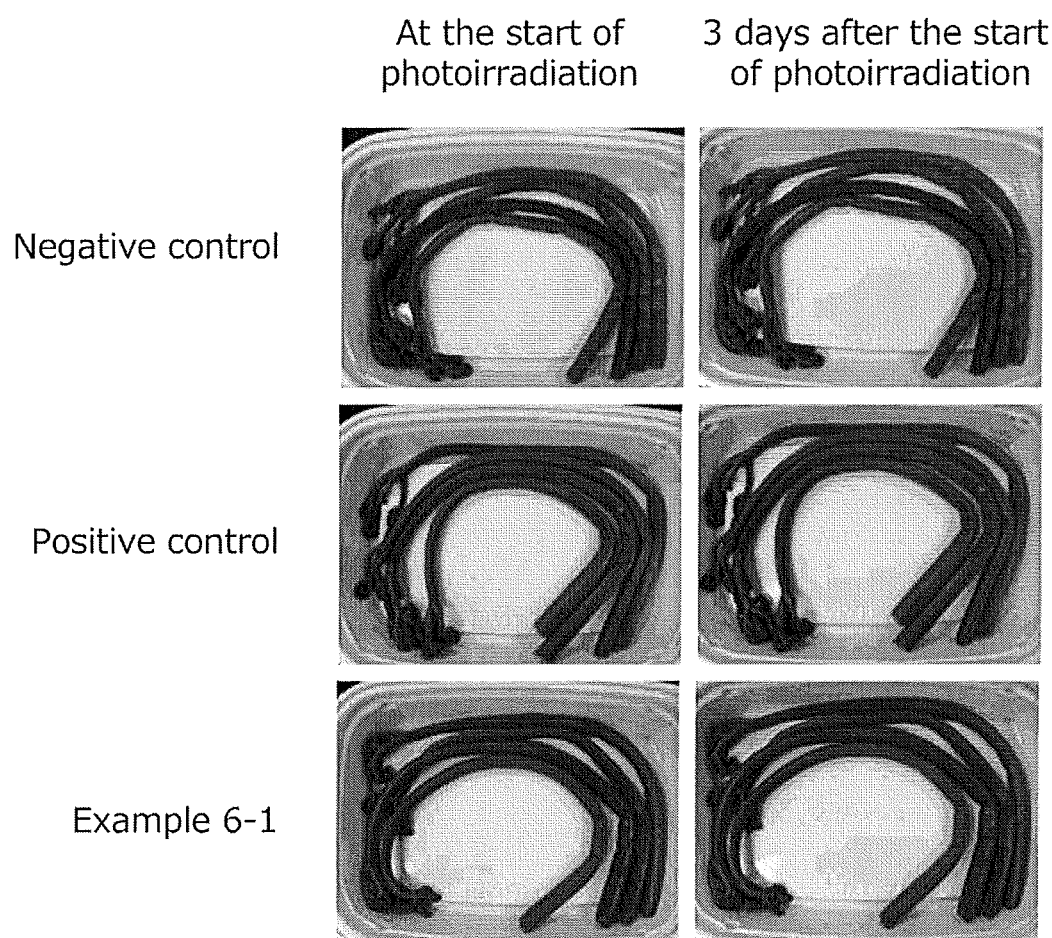 At the start of
photoirradiation
3 days after the start
of photoirradiation
Negative control
Positive control
Example 6-1